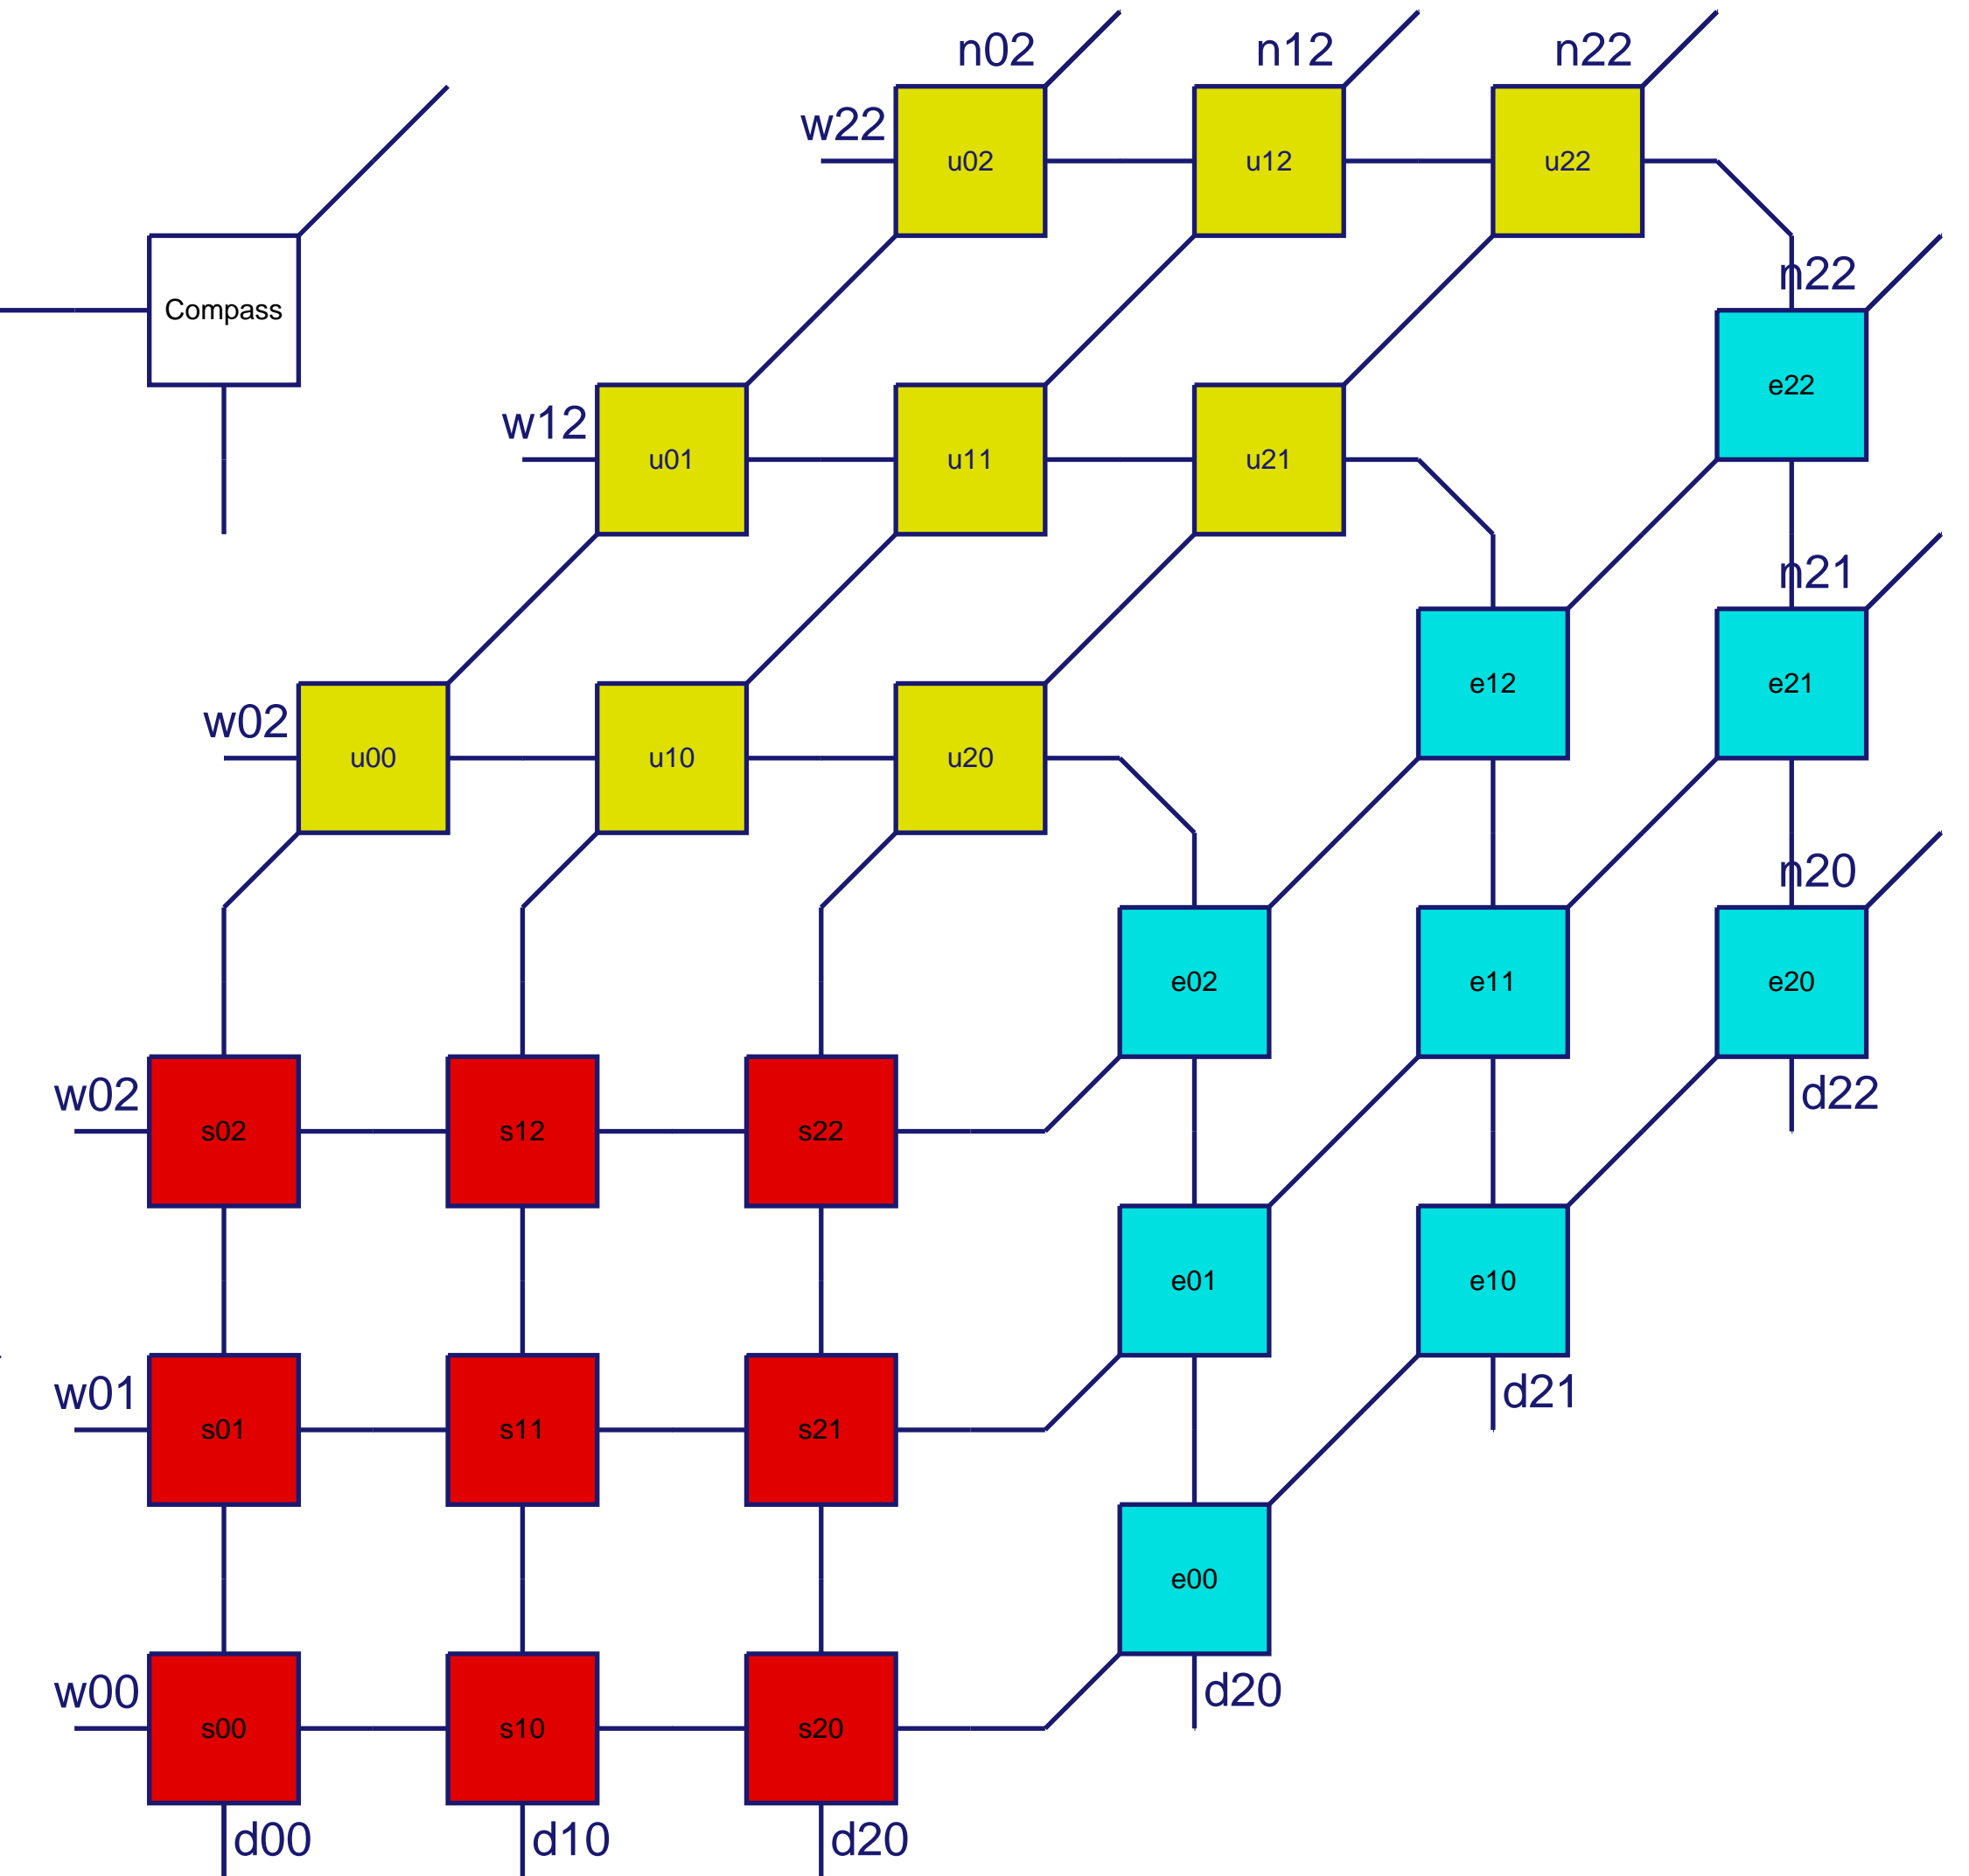 n02 n12 n22
w22 u02 u12 u22
n22
Compass
e22
w12 u01 u11 u21
n21
e12 e21
w02 u00 u10 u20
n20
e02 e11 e20
w02 d22
s02 s12 s22
e01 e10
w01 d21
s01 s11 s21
e00
w00 d20
s00 s10 s20
d00 d10 d20